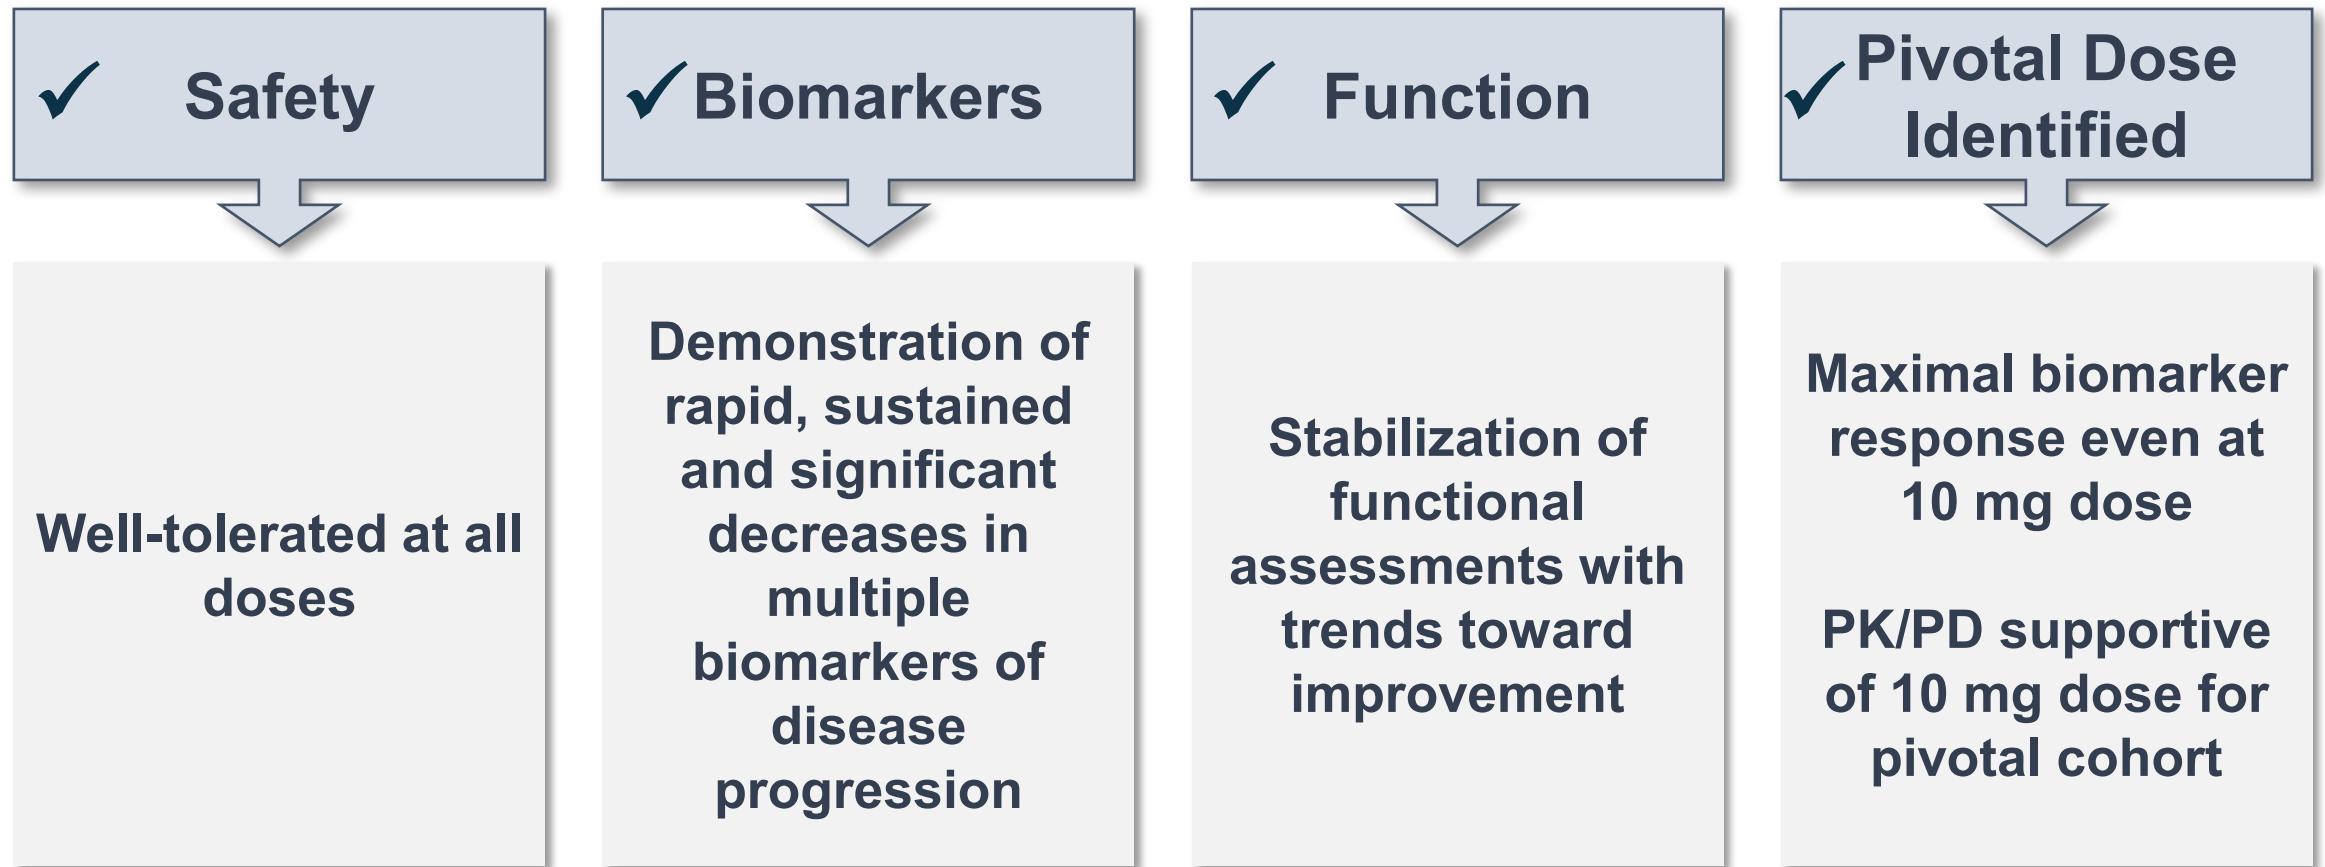 Safety
Well-tolerated at all
doses
Biomarkers
Demonstration of
rapid, sustained
and significant
decreases in
multiple
biomarkers of
disease
progression
Function
Stabilization of
functional
assessments with
trends toward
improvement
Pivotal Dose
Identified
Maximal biomarker
response even at
10 mg dose
PK/PD supportive
of 10 mg dose for
pivotal cohort